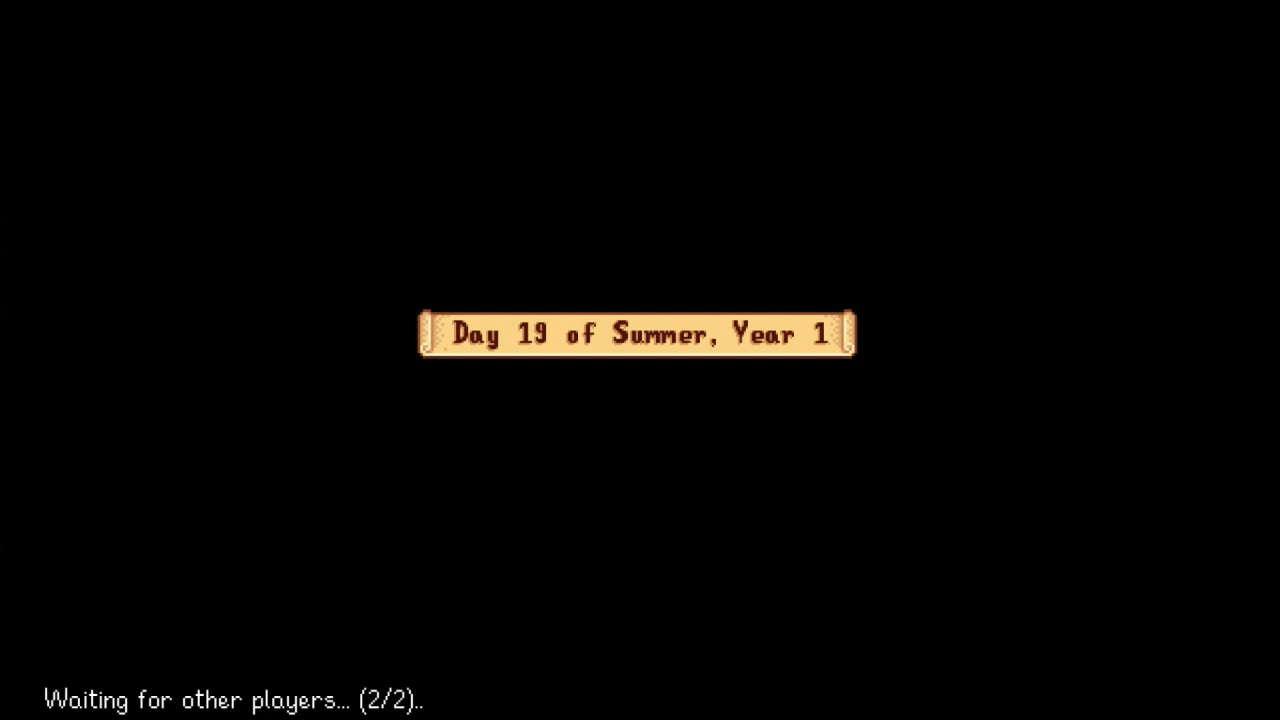 Day 19 of Summer, Year 1
Waiting for other players... (2/2)..